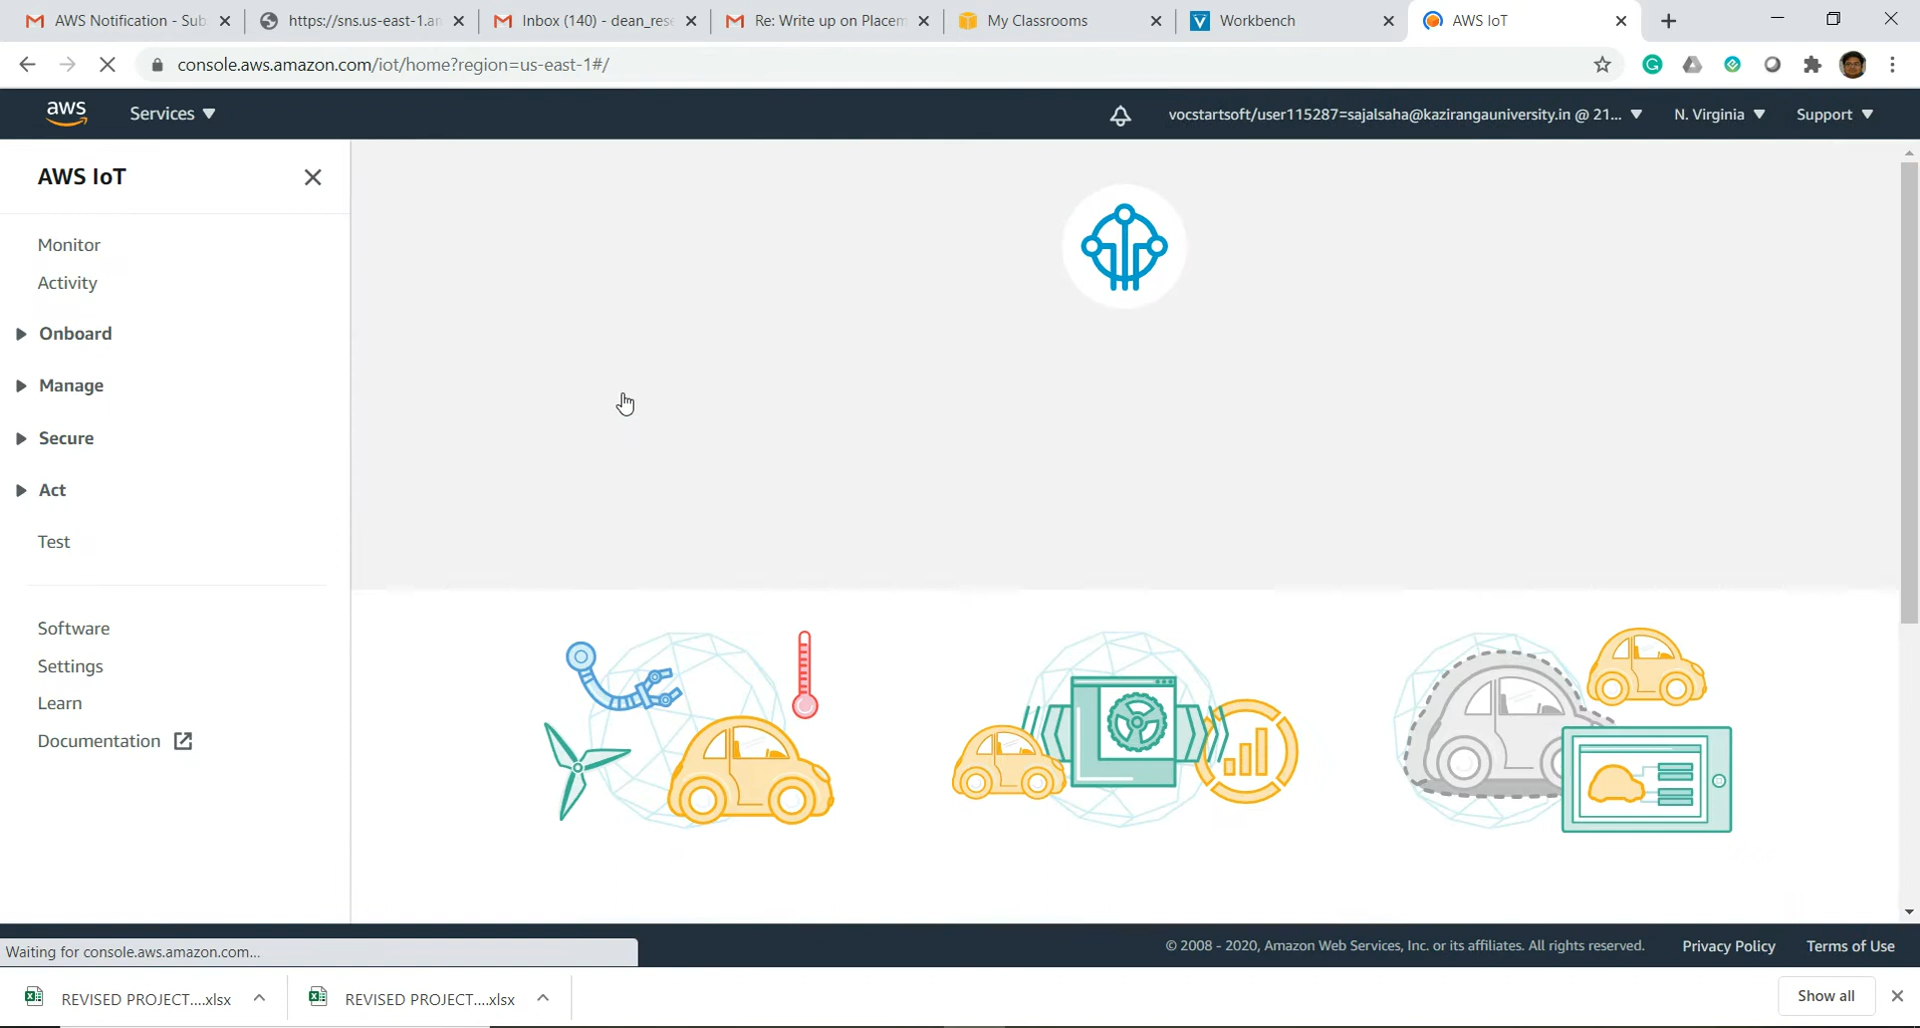 AWS Notification - Sub
https://sns.us-east-1.am
Inbox (140) - dean_rese
Re: Write up on Placem
My Classrooms
Workbench
AWS IoT
console.aws.amazon.com/iot/home?region=us-east-1#/
aws
Services
vocstartsoft/user115287=sajalsaha@kazirangauniversity.in @ 21...
N. Virginia
Support
AWS IoT
Monitor
Activity
Onboard
Manage
Secure
Act
Test
Software
Settings
Learn
Documentation
Waiting for console.aws.amazon.com...
© 2008 - 2020, Amazon Web Services, Inc. or its affiliates. All rights reserved.
Privacy Policy
Terms of Use
REVISED PROJECT....xlsx
REVISED PROJECT....xlsx
Show all